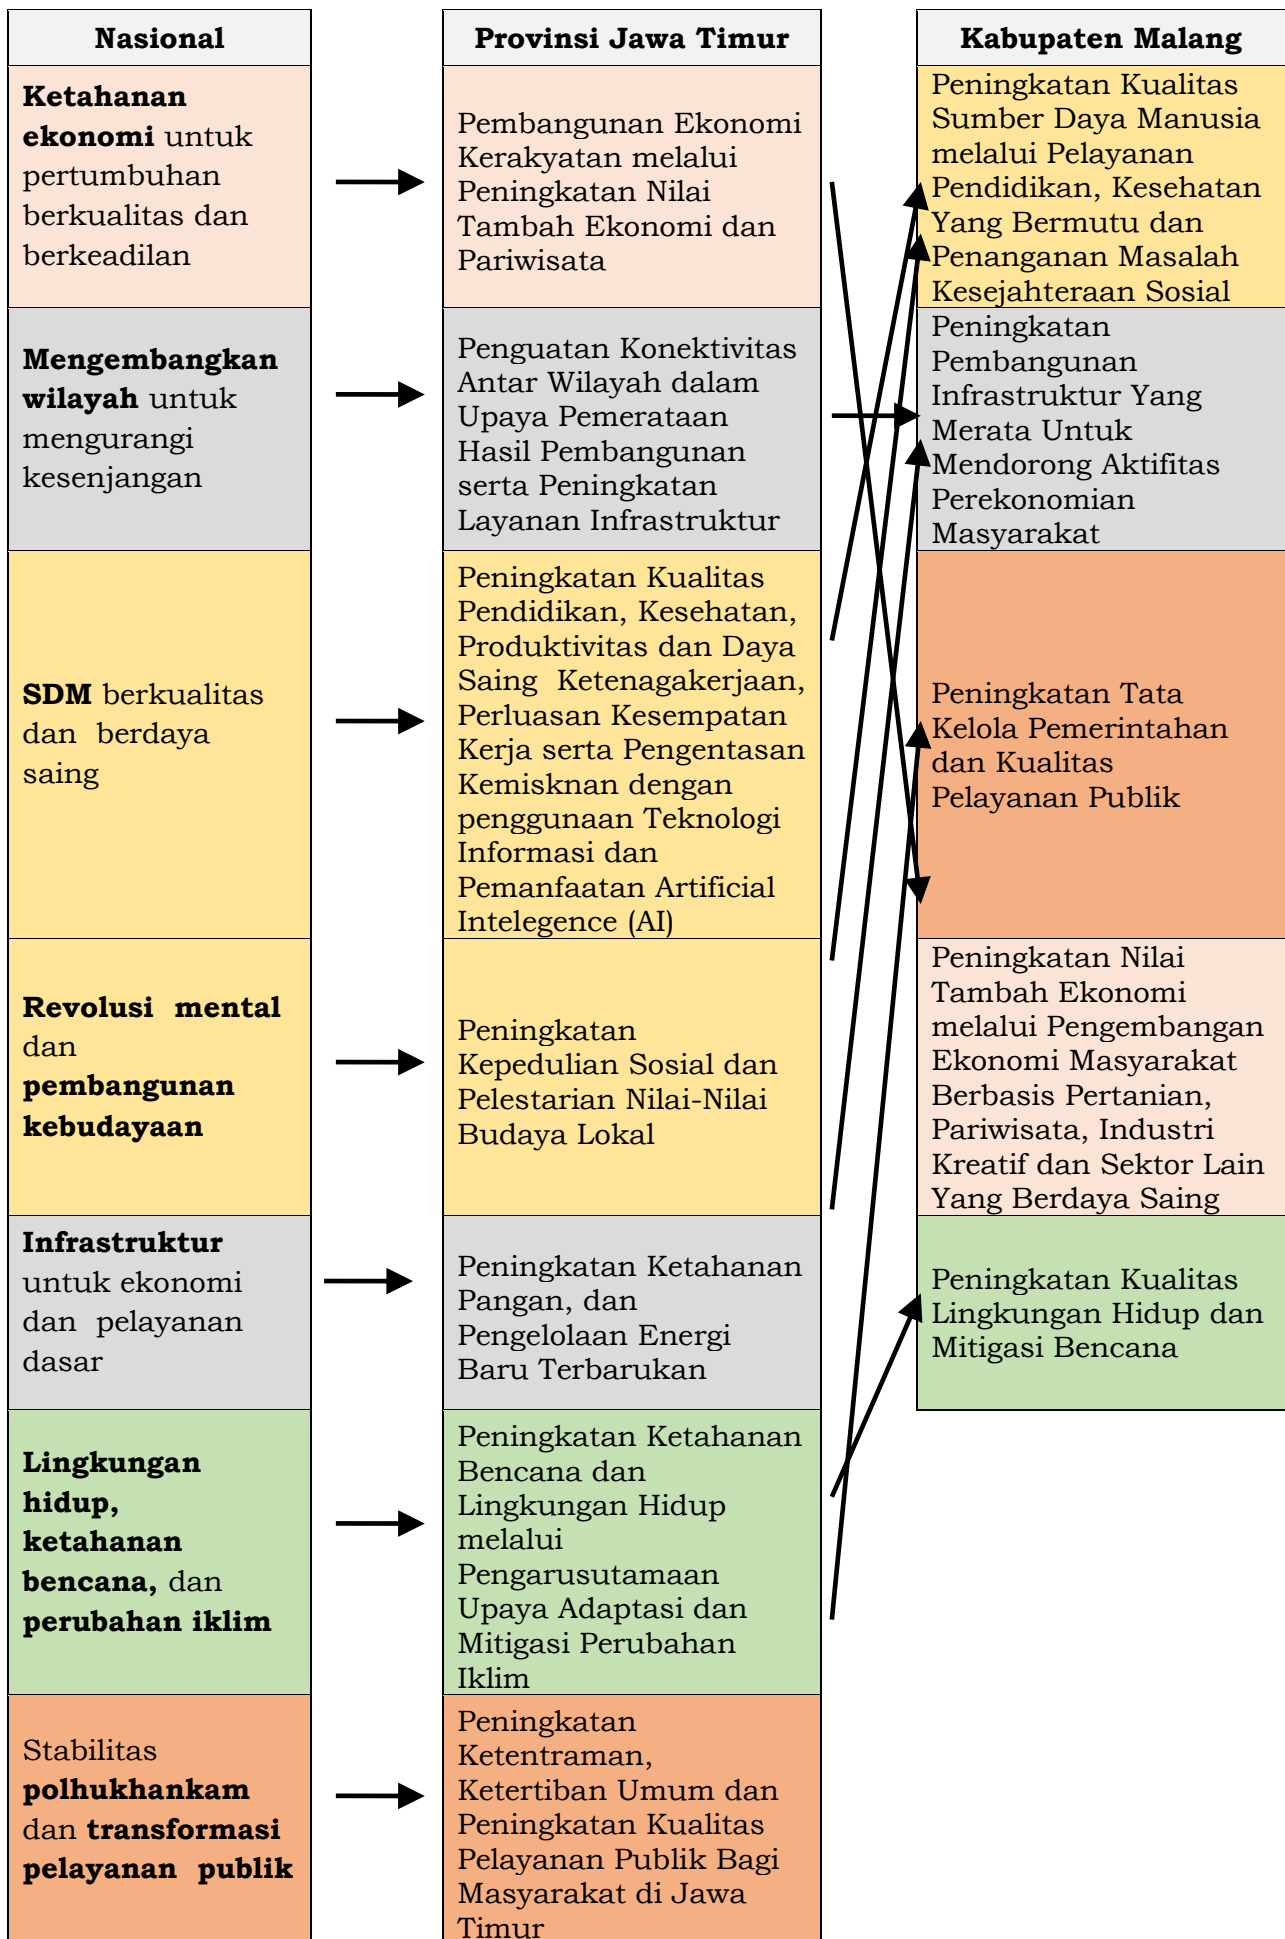 Nasional
Ketahanan
ekonomi untuk
pertumbuhan
berkualitas dan
berkeadilan
Mengembangkan
wilayah untuk
mengurangi
kesenjangan
SDM berkualitas
dan berdaya
saing
Revolusi mental
dan
pembangunan
kebudayaan
Infrastruktur
untuk ekonomi
dan pelayanan
dasar
Lingkungan
hidup,
ketahanan
bencana, dan
perubahan iklim
Stabilitas
polhukhankam
dan transformasi
pelayanan publik
Provinsi Jawa Timur
Pembangunan Ekonomi
Kerakyatan melalui
Peningkatan Nilai
Tambah Ekonomi dan
Pariwisata
Penguatan Konektivitas
Antar Wilayah dalam
Upaya Pemerataan
Hasil Pembangunan
serta Peningkatan
Layanan Infrastruktur
Peningkatan Kualitas
Pendidikan, Kesehatan,
Produktivitas dan Daya
Saing Ketenagakerjaan,
Perluasan Kesempatan
Kerja serta Pengentasan
Kemisknan dengan
penggunaan Teknologi
Informasi dan
Pemanfaatan Artificial
Intelegence (AI)
Peningkatan
Kepedulian Sosial dan
Pelestarian Nilai-Nilai
Budaya Lokal
Peningkatan Ketahanan
Pangan, dan
Pengelolaan Energi
Baru Terbarukan
Peningkatan Ketahanan
Bencana dan
Lingkungan Hidup
melalui
Pengarusutamaan
Upaya Adaptasi dan
Mitigasi Perubahan
Iklim
Peningkatan
Ketentraman,
Ketertiban Umum dan
Peningkatan Kualitas
Pelayanan Publik Bagi
Masyarakat di Jawa
Timur
Kabupaten Malang
Peningkatan Kualitas
Sumber Daya Manusia
melalui Pelayanan
Pendidikan, Kesehatan
Yang Bermutu dan
Penanganan Masalah
Kesejahteraan Sosial
Peningkatan
Pembangunan
Infrastruktur Yang
Merata Untuk
Mendorong Aktifitas
Perekonomian
Masyarakat
Peningkatan Tata
Kelola Pemerintahan
dan Kualitas
Pelayanan Publik
Peningkatan Nilai
Tambah Ekonomi
melalui Pengembangan
Ekonomi Masyarakat
Berbasis Pertanian,
Pariwisata, Industri
Kreatif dan Sektor Lain
Yang Berdaya Saing
Peningkatan Kualitas
Lingkungan Hidup dan
Mitigasi Bencana